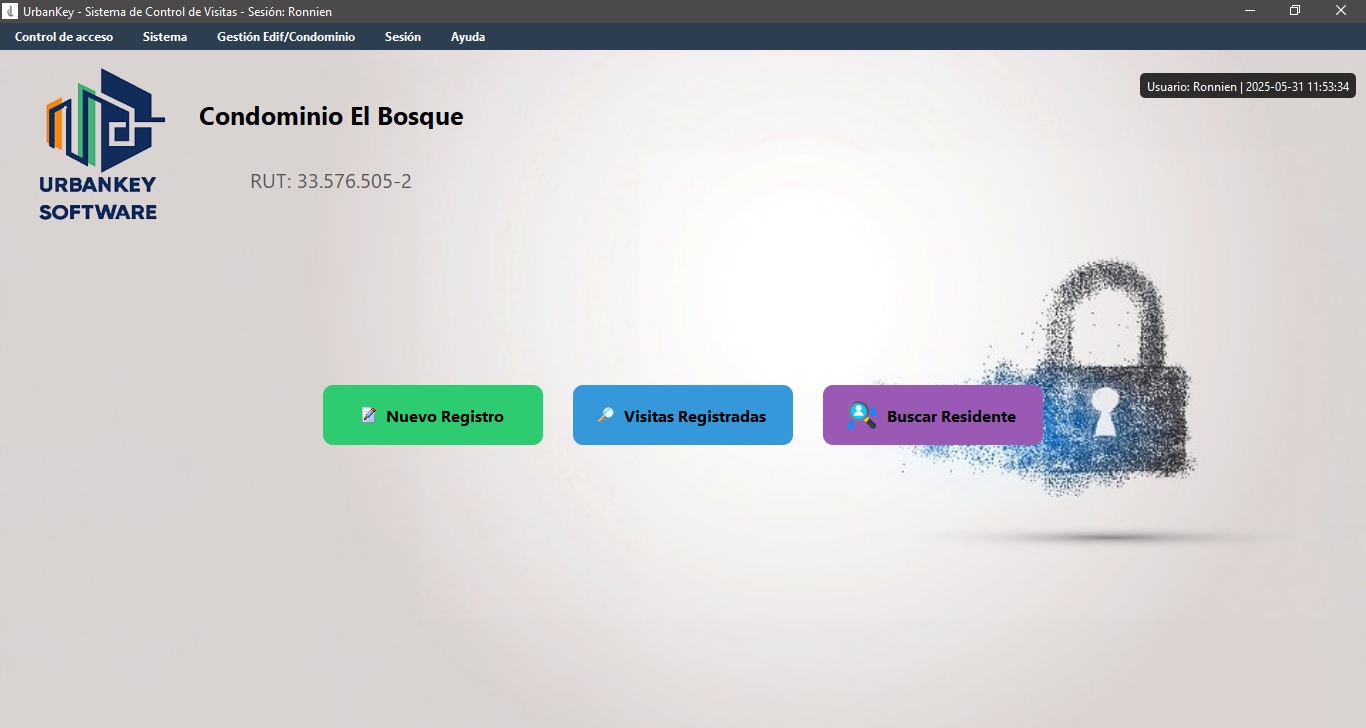 UrbanKey - Sistema de Control de Visitas - Sesión: Ronnien
Control de acceso
Sistema
Gestión Edif/Condominio
Sesión
Ayuda
Usuario: Ronnien | 2025-05-31 11:53:34
Condominio El Bosque
RUT: 33.576.505-2
URBANKEY
SOFTWARE
Nuevo Registro
Visitas Registradas
Buscar Residente